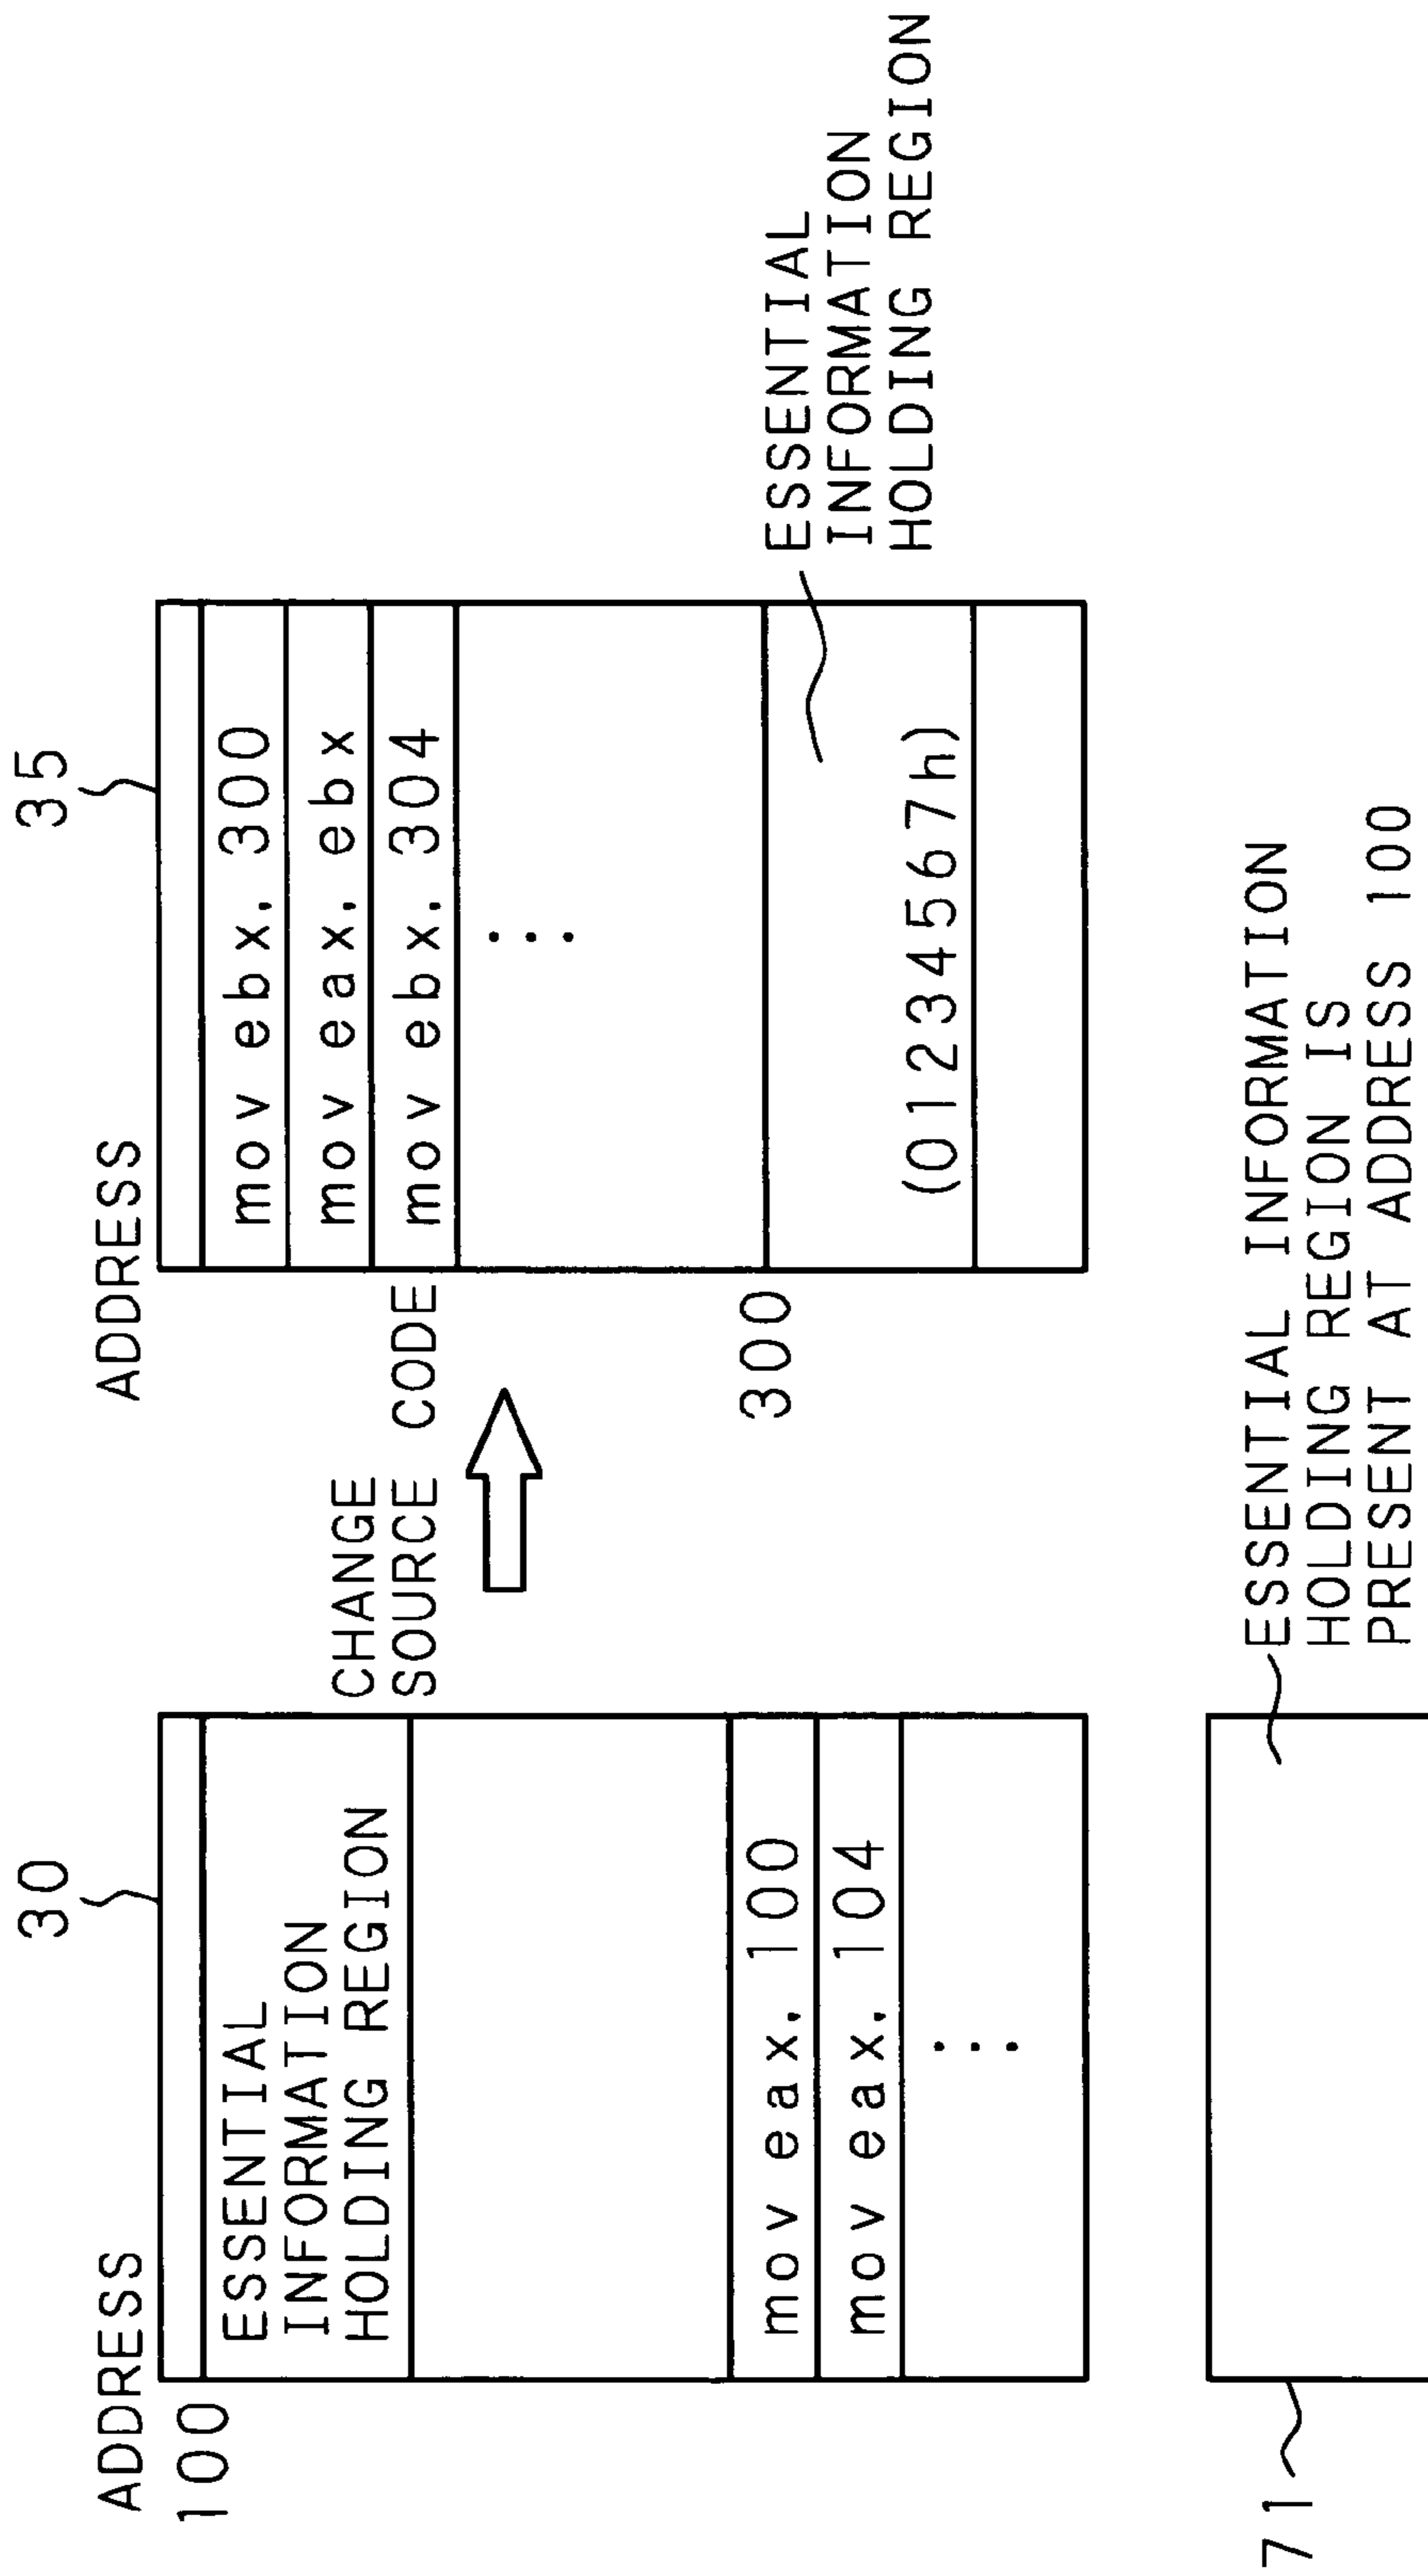 30
ADDRESS
100
ESSENTIAL
INFORMATION
HOLDING REGION
mov eax, 100
mov eax, 104
...
CHANGE
SOURCE CODE
35
ADDRESS
mov ebx, 300
mov eax, ebx
mov ebx, 304
...
300
(01234567h)
ESSENTIAL
INFORMATION
HOLDING REGION
71
ESSENTIAL INFORMATION
HOLDING REGION IS
PRESENT AT ADDRESS 100